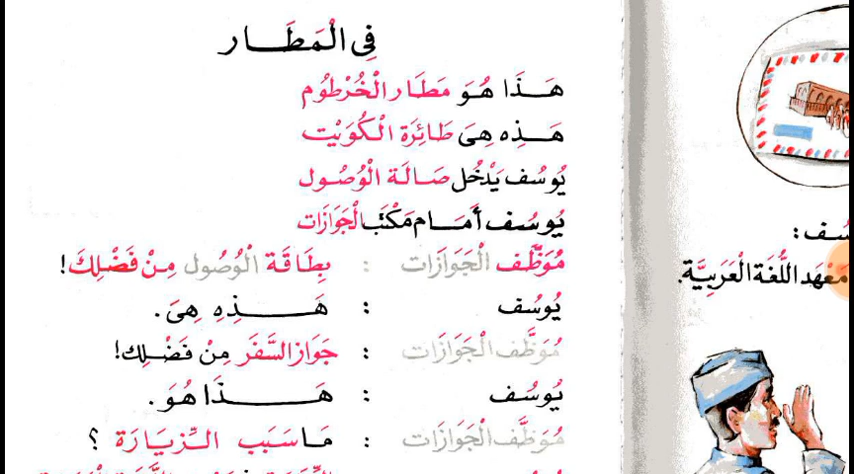 فِى الْمَطَار
هَذَا هُوَ مَطَار الْخُرْطُوم
هَذِه هِىَ طَائِرَة الْكُوَيْت
يُوسُف يَدْخُل صَالَة الْوُصُول
يُوسُف أَمَام مَكْتَب الْجَوَازَات
مُوَظَّف الْجَوَازَات : بِطَاقَة الْوُصُول مِنْ فَضْلِكَ!
يُوسُف : هَذِهِ هِىَ.
مُوَظَّف الْجَوَازَات : جَوَاز السَّفَر مِنْ فَضْلِك!
يُوسُف : هَذَا هُوَ.
مُوَظَّف الْجَوَازَات : مَا سَبَب الزِّيَارَة ؟
مَعْهَد اللُّغَة الْعَرَبِيَّة.